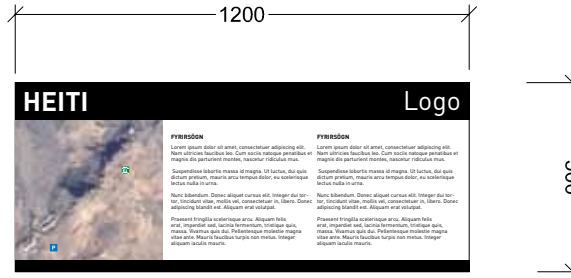 1200
HEITI
Logo
FYRIRSÖGN
Lorem ipsum dolor sit amet, consectetuer adipiscing elit.
Nam ultricies faucibus leo. Cum sociis natoque penatibus et
magnis dis parturient montes, nascetur ridiculus mus.
Suspendisse lobortis massa id magna. Ut luctus, dui quis
dictum pretium, mauris arcu tempus dolor, eu scelerisque
lectus nulla in urna.
Nunc bibendum. Donec aliquet cursus elit. Integer dui tor-
tor, tincidunt vitae, mollis vel, consectetuer in, libero. Donec
adipiscing blandit est. Aliquam erat volutpat.
Praesent fringilla scelerisque arcu. Aliquam felis
erat, imperdiet sed, lacinia fermentum, tristique quis,
massa. Vivamus quis dui. Pellentesque molestie magna
vitae ante. Mauris faucibus turpis non metus. Integer
aliquam iaculis mauris.
FYRIRSÖGN
Lorem ipsum dolor sit amet, consectetuer adipiscing elit.
Nam ultricies faucibus leo. Cum sociis natoque penatibus et
magnis dis parturient montes, nascetur ridiculus mus.
Suspendisse lobortis massa id magna. Ut luctus, dui quis
dictum pretium, mauris arcu tempus dolor, eu scelerisque
lectus nulla in urna.
Nunc bibendum. Donec aliquet cursus elit. Integer dui tor-
tor, tincidunt vitae, mollis vel, consectetuer in, libero. Donec
adipiscing blandit est. Aliquam erat volutpat.
Praesent fringilla scelerisque arcu. Aliquam felis
erat, imperdiet sed, lacinia fermentum, tristique quis,
massa. Vivamus quis dui. Pellentesque molestie magna
vitae ante. Mauris faucibus turpis non metus. Integer
aliquam iaculis mauris.
P